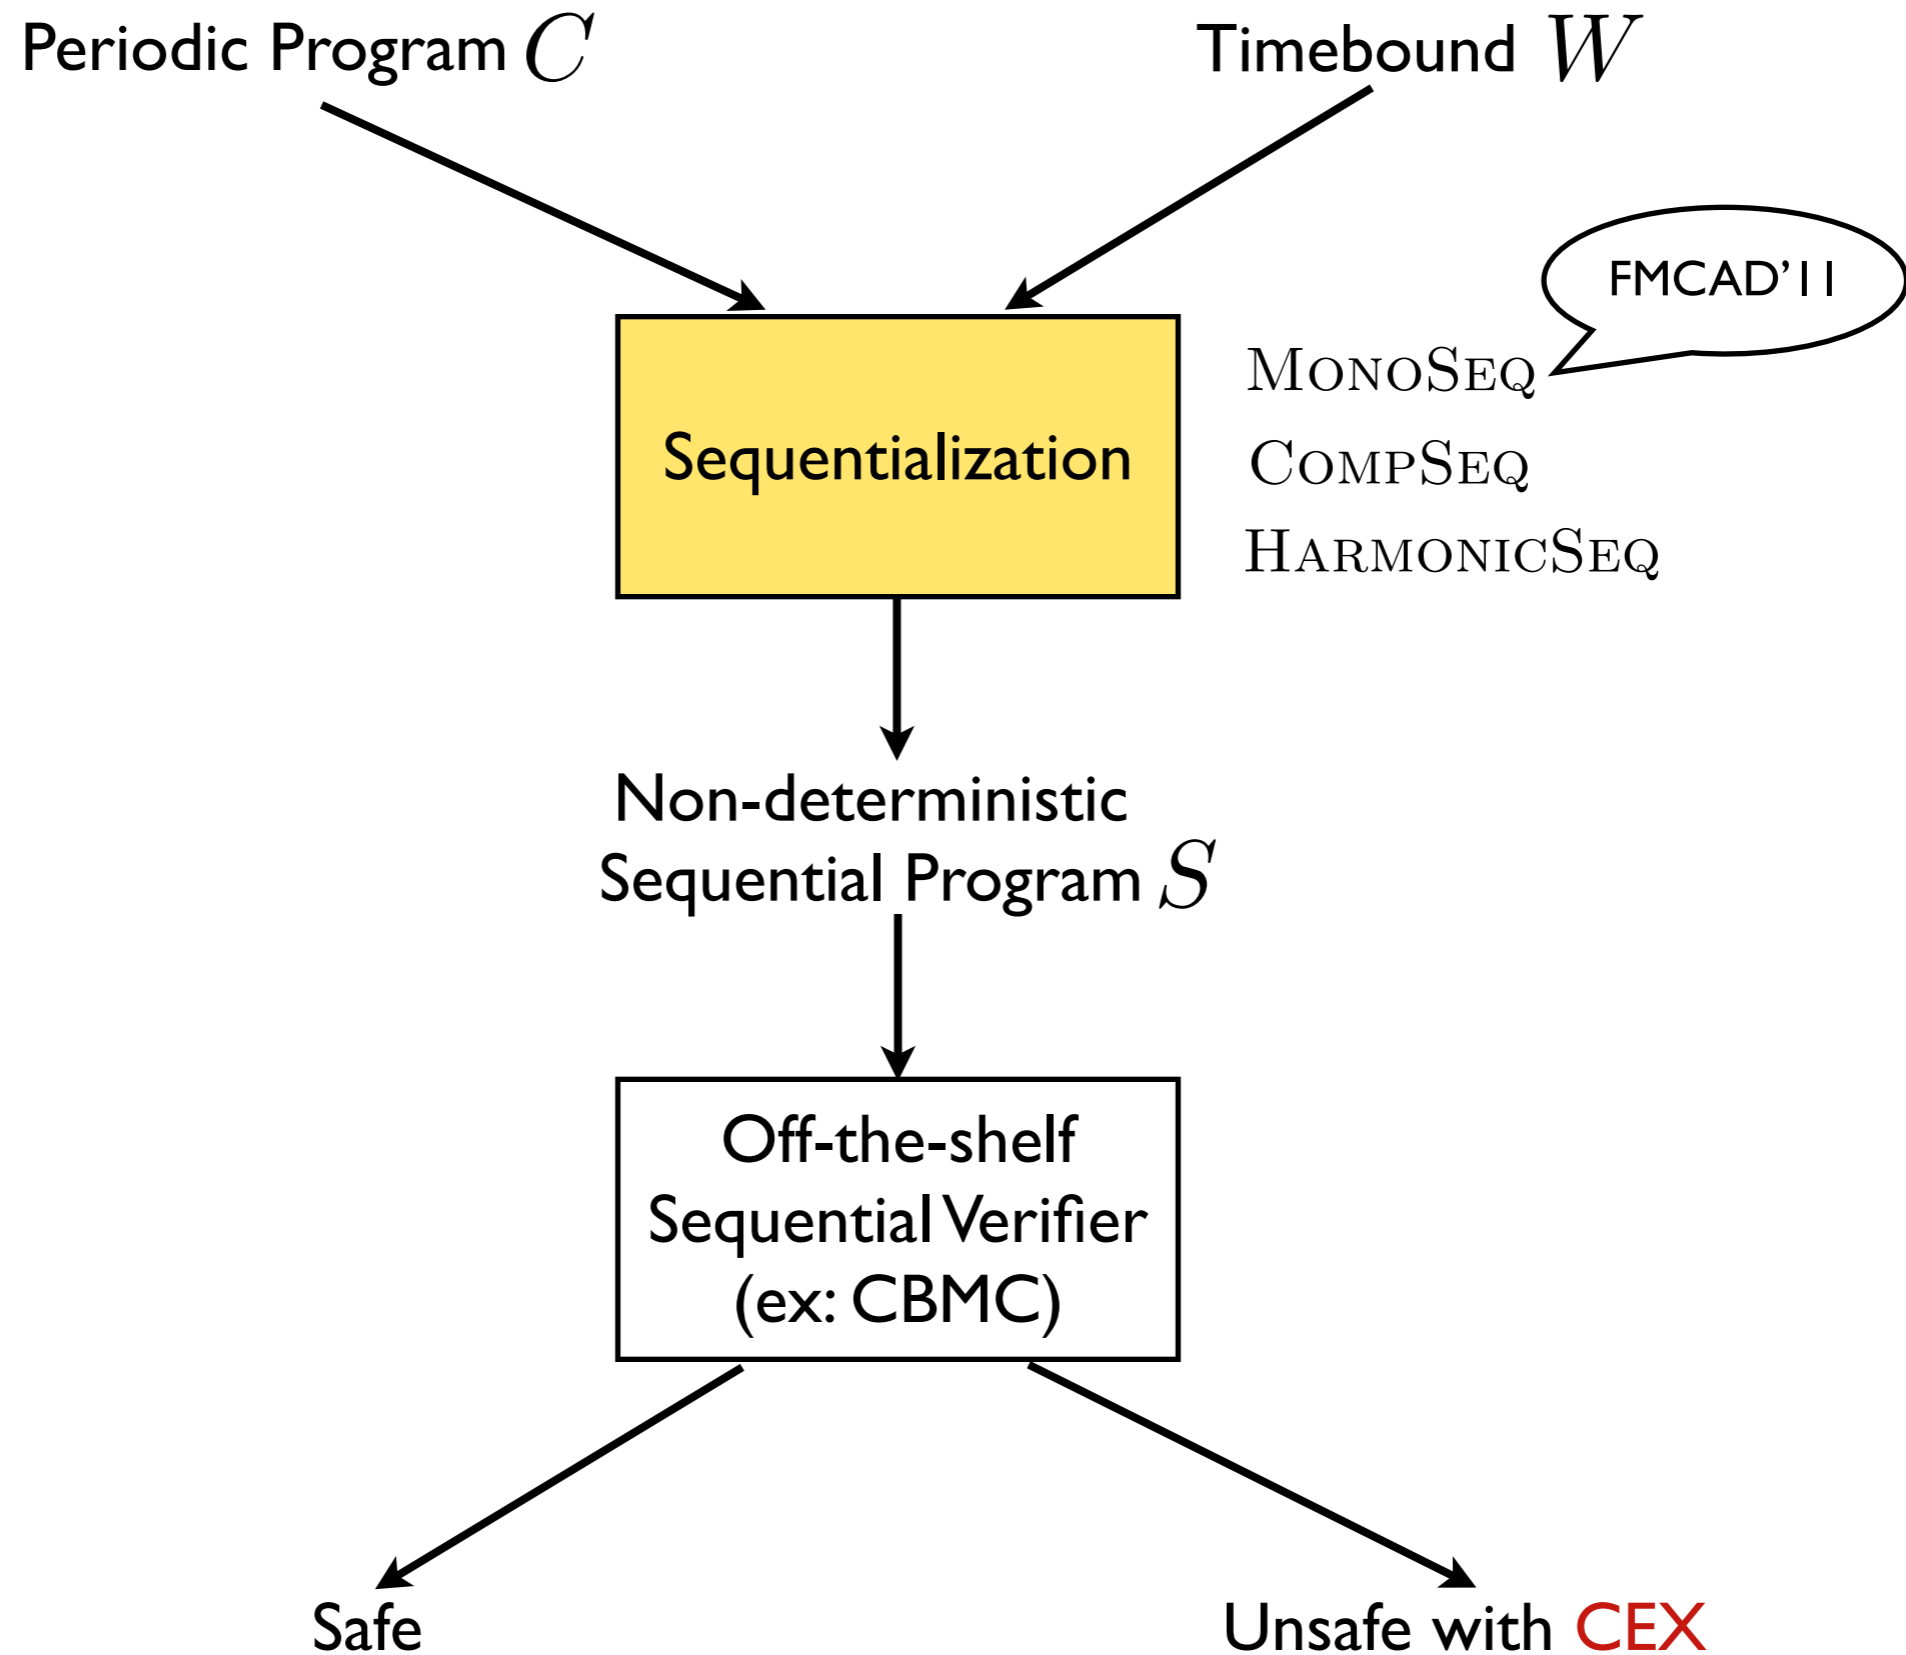 Periodic Program C
Timebound W
FMCAD'11
MonoSeq
Sequentialization
CompSeq
HarmonicSeq
Non-deterministic
Sequential Program S
Off-the-shelf
Sequential Verifier
(ex: CBMC)
Safe
Unsafe with CEX